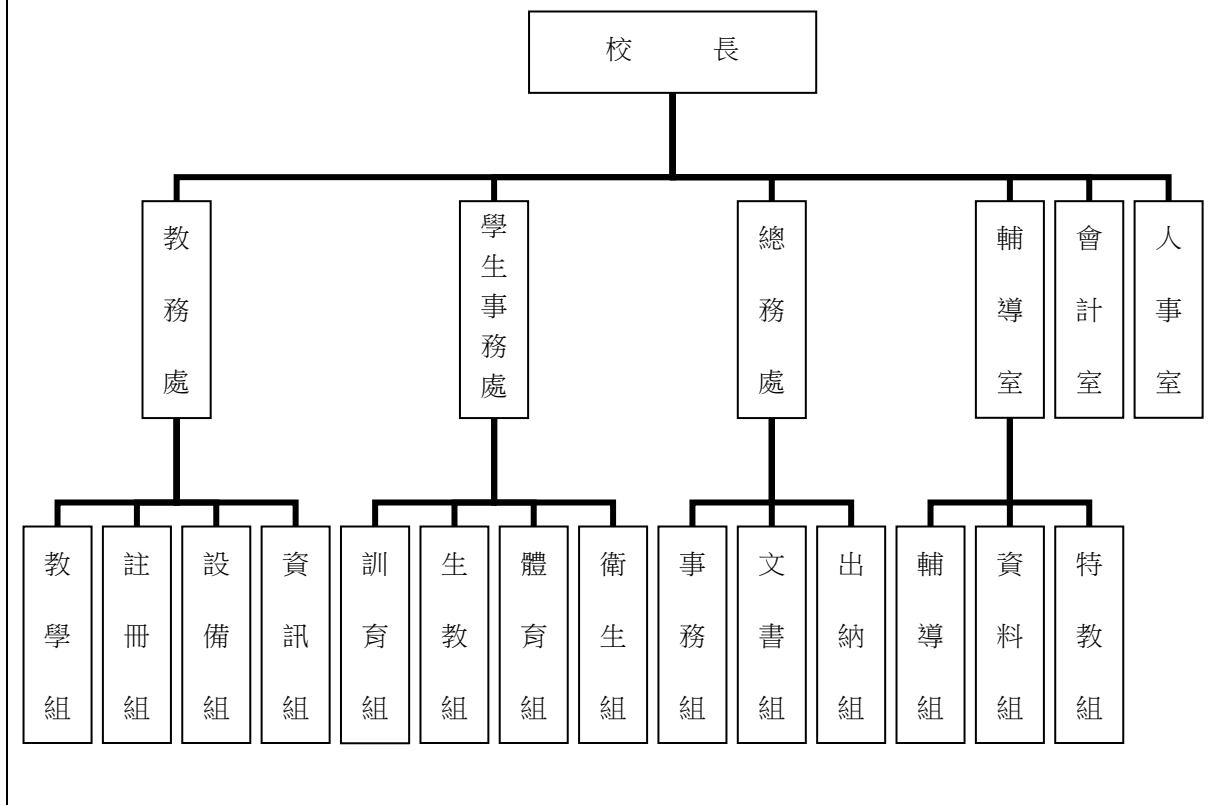 校長
教務處
學生事務處
總務處
輔導室
會計室
人事室
教學組
註冊組
設備組
資訊組
訓育組
生教組
體育組
衛生組
事務組
文書組
出納組
輔導組
資料組
特教組